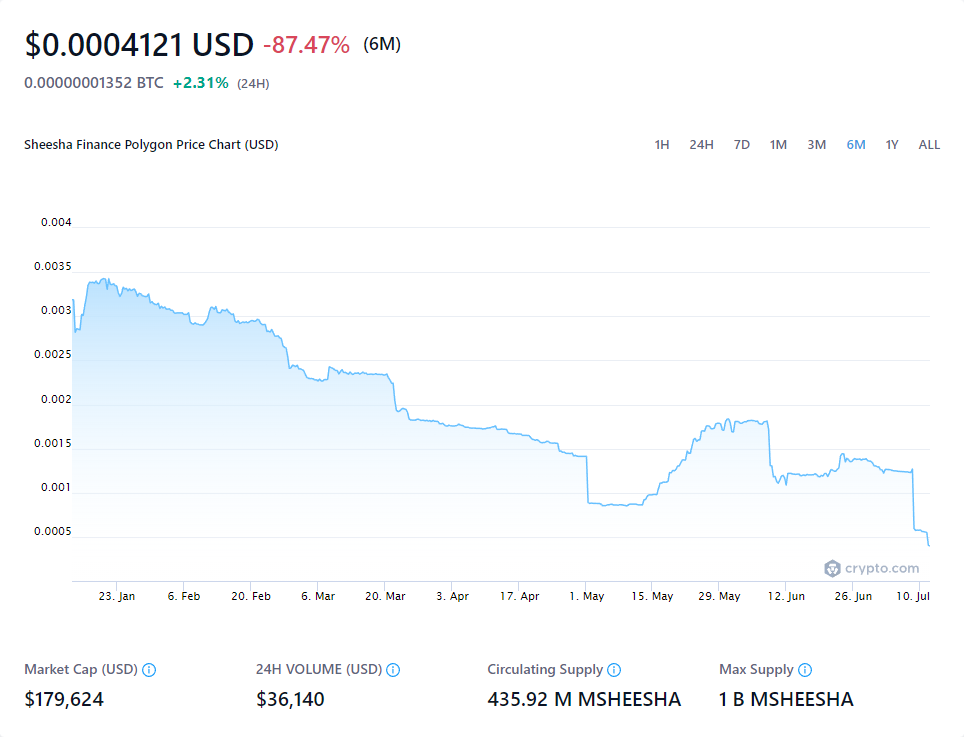 $0.0004121 USD -87.47% (6M)
0.00000001352 BTC +2.31% (24H)
Sheesha Finance Polygon Price Chart (USD) 1H 24H 7D 1M 3M 6M 1Y ALL
0.004
0.0035
0.003
0.0025
0.002
0.0015
0.001
0.0005
crypto.com
23. Jan 6. Feb 20. Feb 6. Mar 20. Mar 3. Apr 17. Apr 1. May 15. May 29. May 12. Jun 26. Jun 10. Jul
Market Cap (USD) 24H VOLUME (USD) Circulating Supply Max Supply
$179,624 $36,140 435.92 M MSHEESHA 1 B MSHEESHA